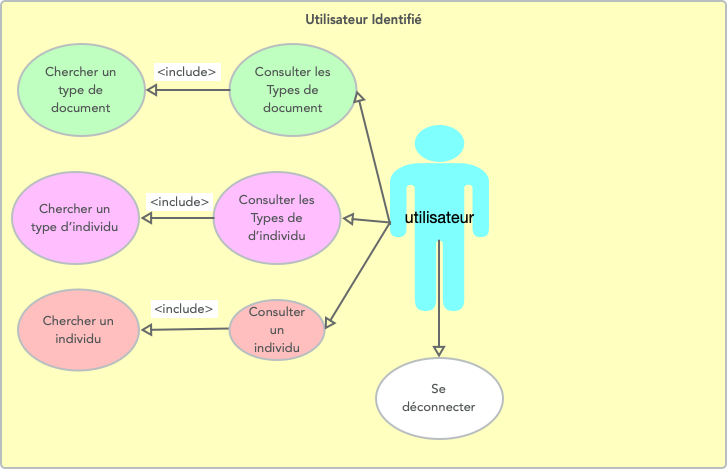 Utilisateur Identifié
Chercher un
type de
document
<include>
Consulter les
Types de
document
Chercher un
type d'individu
<include>
Consulter les
Types de
d'individu
utilisateur
Chercher un
individu
<include>
Consulter
un
individu
Se
déconnecter